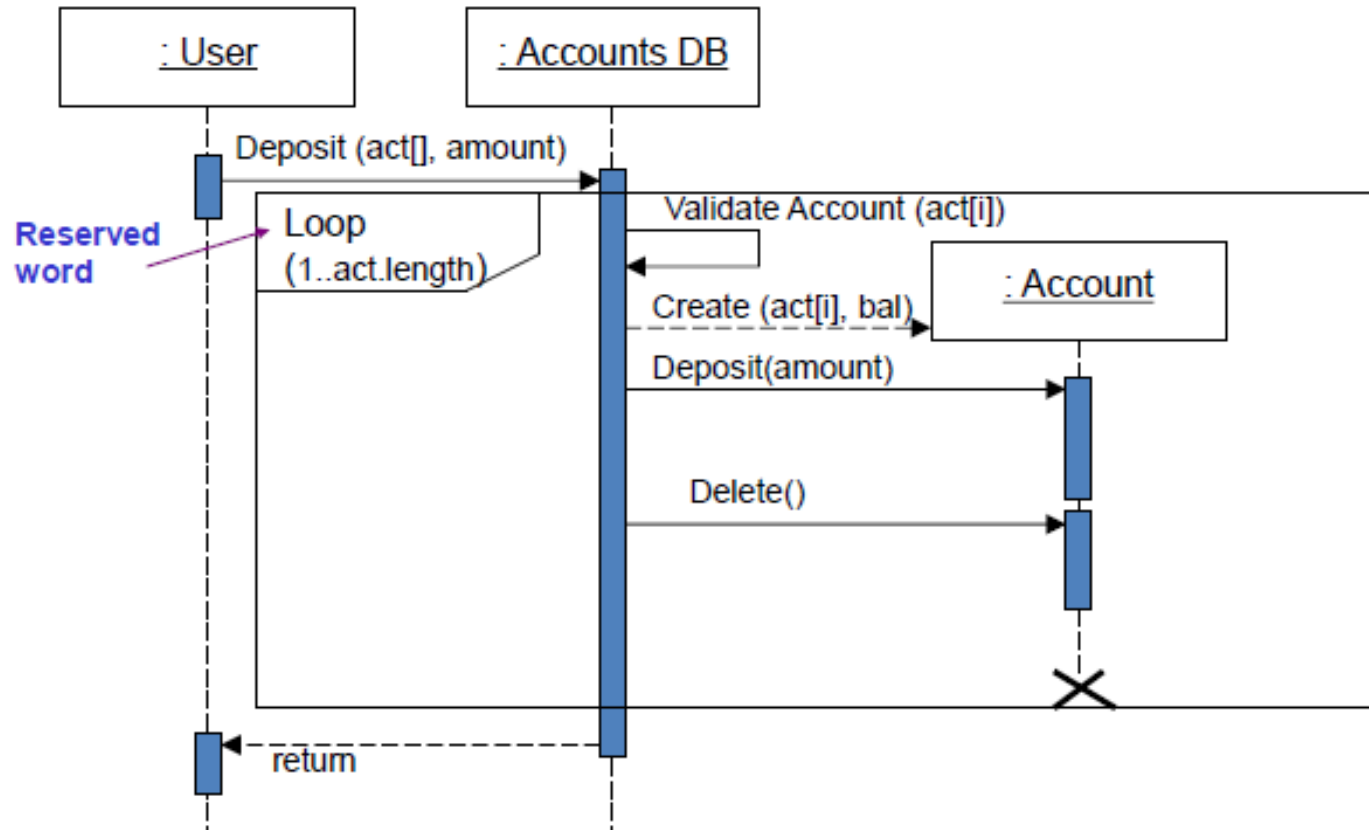 : User
: Accounts DB
Deposit (act[], amount)
Reserved
word
Loop
(1..act.length)
Validate Account (act[i])
: Account
Create (act[i], bal)
Deposit(amount)
Delete()
return